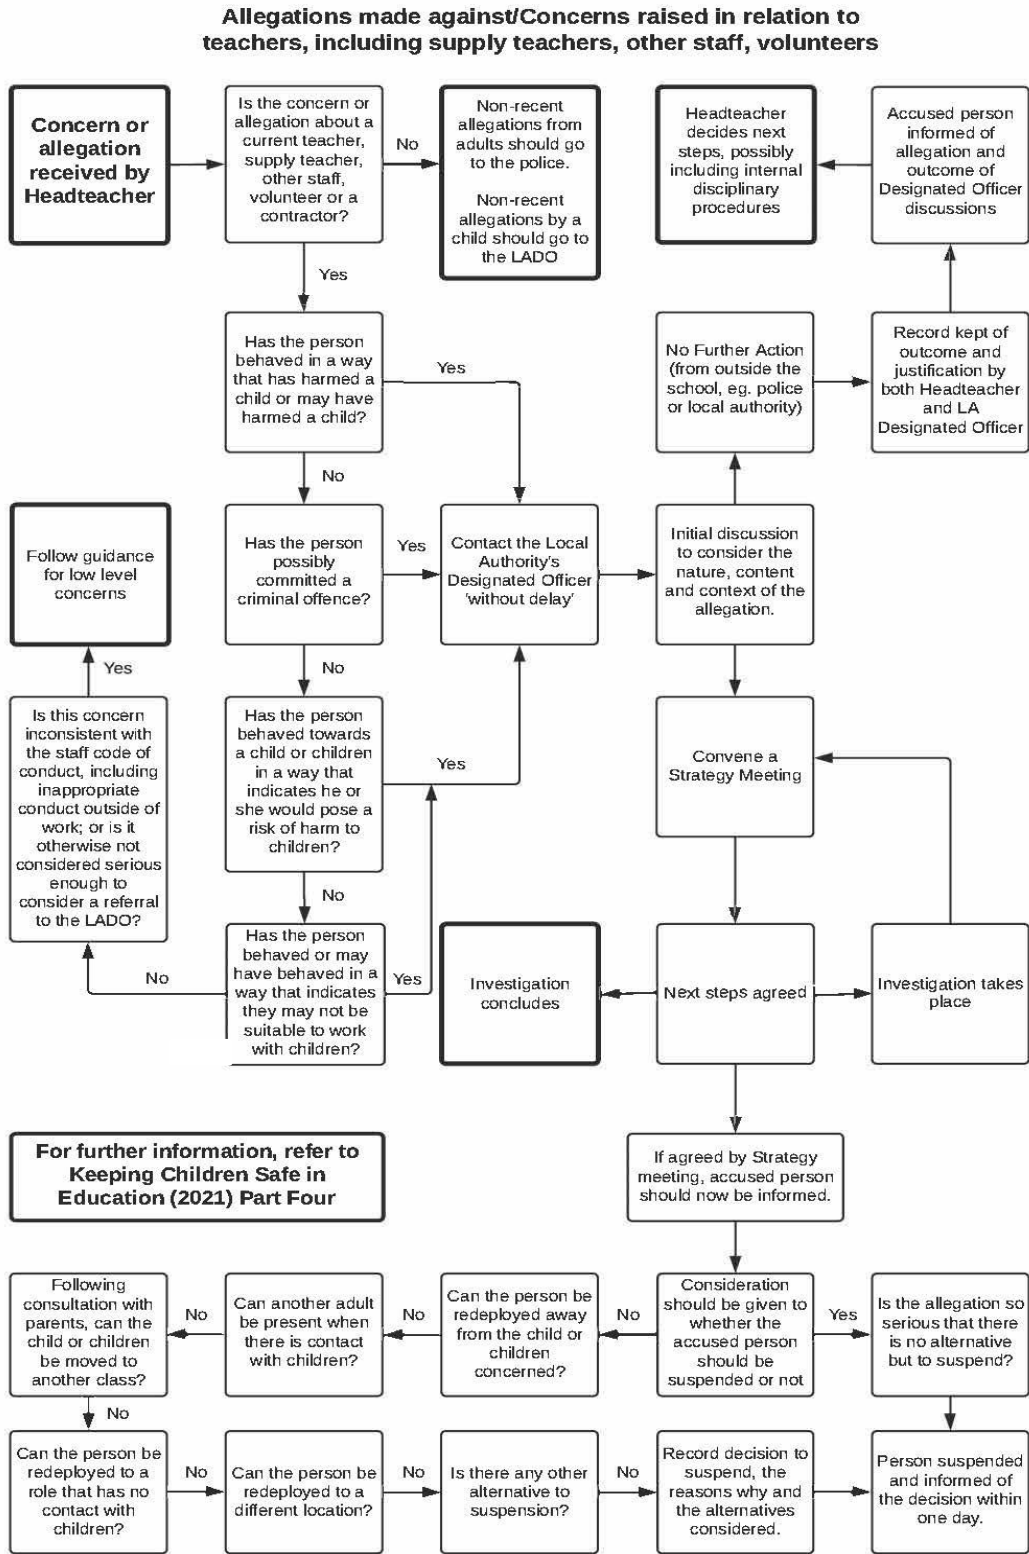 Allegations made against/Concerns raised in relation to
teachers, including supply teachers, other staff, volunteers
Concern or
allegation
received by
Headteacher
Is the concern or
allegation about a
current teacher,
supply teacher,
other staff,
volunteer or a
contractor?
No
Non-recent
allegations from
adults should go
to the police.
Non-recent
allegations by a
child should go to
the LADO
Headteacher
decides next
steps, possibly
including internal
disciplinary
procedures
Accused person
informed of
allegation and
outcome of
Designated Officer
discussions
Yes
Has the person
behaved in a way
that has harmed a
child or may have
harmed a child?
Yes
No Further Action
(from outside the
school, eg. police
or local authority)
Record kept of
outcome and
justification by
both Headteacher
and LA
Designated Officer
No
Follow guidance
for low level
concerns
Has the person
possibly
committed a
criminal offence?
Yes
Contact the Local
Authority's
Designated Officer
'without delay'
Initial discussion
to consider the
nature, content
and context of the
allegation.
Yes
No
Is this concern
inconsistent with
the staff code of
conduct, including
inappropriate
conduct outside of
work; or is it
otherwise not
considered serious
enough to
consider a referral
to the LADO?
Has the person
behaved towards
a child or children
in a way that
indicates he or
she would pose a
risk of harm to
children?
Yes
Convene a
Strategy Meeting
No
No
Has the person
behaved or may
have behaved in a
way that indicates
they may not be
suitable to work
with children?
Yes
Investigation
concludes
Next steps agreed
Investigation takes
place
For further information, refer to
Keeping Children Safe in
Education (2021) Part Four
If agreed by Strategy
meeting, accused person
should now be informed.
Following
consultation with
parents, can the
child or children
be moved to
another class?
No
Can another adult
be present when
there is contact
with children?
No
Can the person be
redeployed away
from the child or
children
concerned?
No
Consideration
should be given to
whether the
accused person
should be
suspended or not
Yes
Is the allegation so
serious that there
is no alternative
but to suspend?
No
Can the person be
redeployed to a
role that has no
contact with
children?
No
Can the person be
redeployed to a
different location?
No
Is there any other
alternative to
suspension?
No
Record decision to
suspend, the
reasons why and
the alternatives
considered.
Person suspended
and informed of
the decision within
one day.